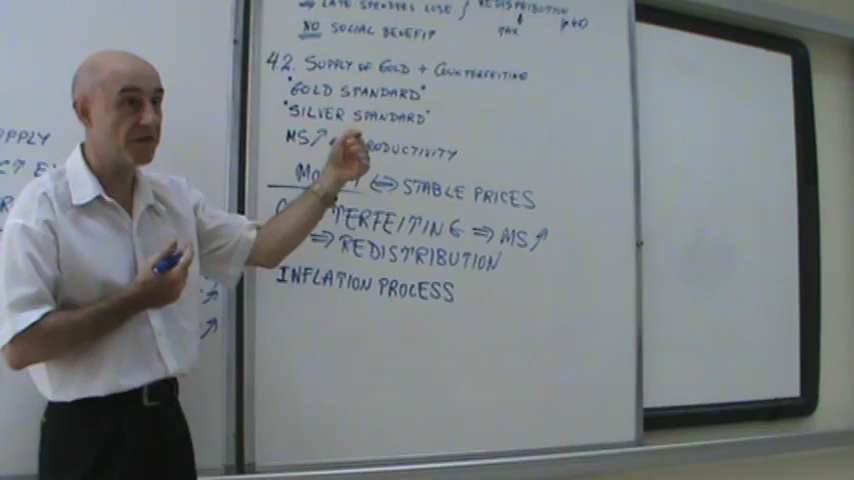 PPLY
⇒ LATE SPENDERS LOSE } REDISTRIBUTION
TAX
NO SOCIAL BENEFIT
42. SUPPLY OF GOLD + COUNTERFEITING
"GOLD STANDARD"
"SILVER STANDARD"
MS↑ PRODUCTIVITY
⇔ STABLE PRICES
TERFEITING ⇒ MS↑
⇒ REDISTRIBUTION
INFLATION PROCESS